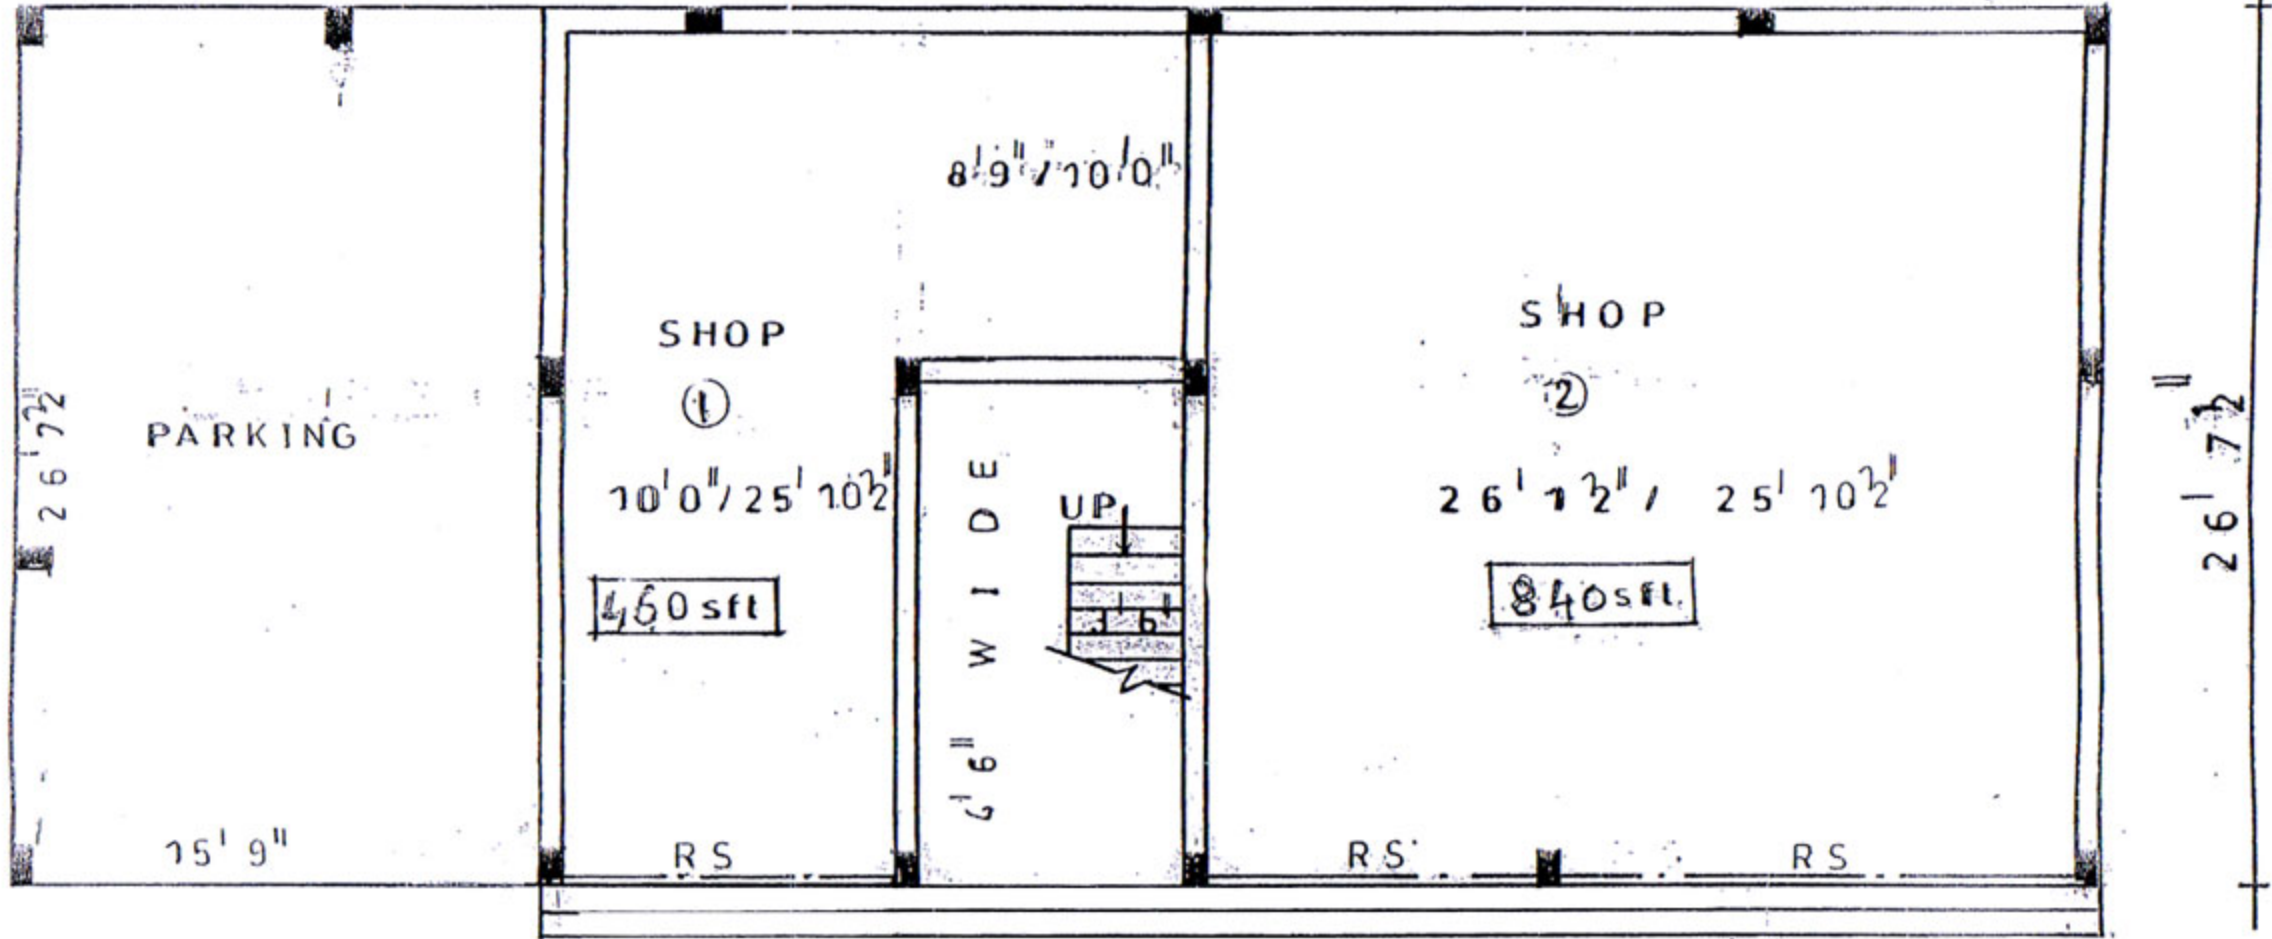 8'9"/10'0"
SHOP
1
10'0"/25'10½"
460 sft
SHOP
2
26'1½"/ 25'10½"
840 sft
PARKING
26'7½"
15'9"
UP
3'6"
4'6" WIDE
RS
RS
RS
26'7½"